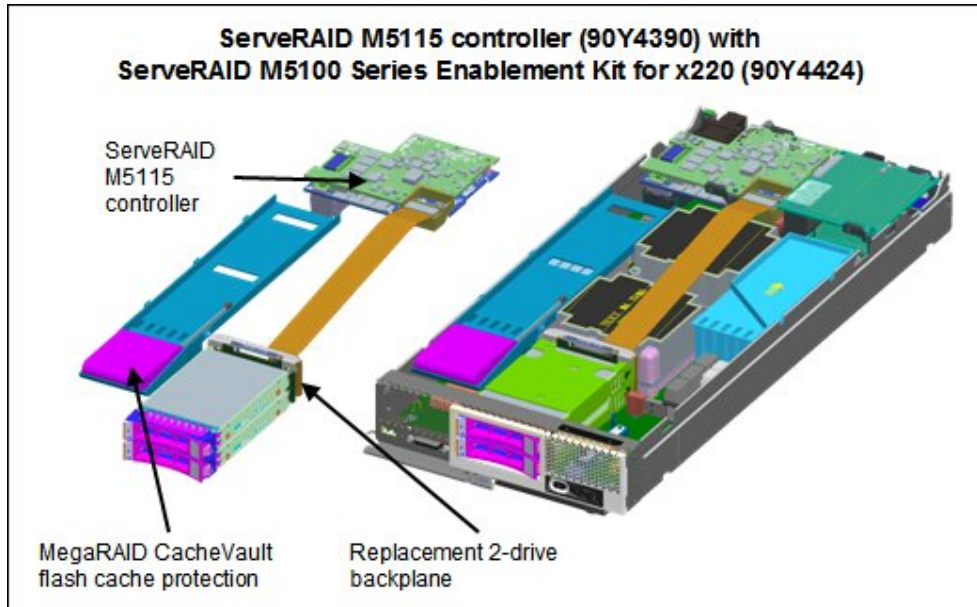 ServeRAID M5115 controller (90Y4390) with
ServeRAID M5100 Series Enablement Kit for x220 (90Y4424)
ServeRAID
M5115
controller
MegaRAID CacheVault
flash cache protection
Replacement 2-drive
backplane